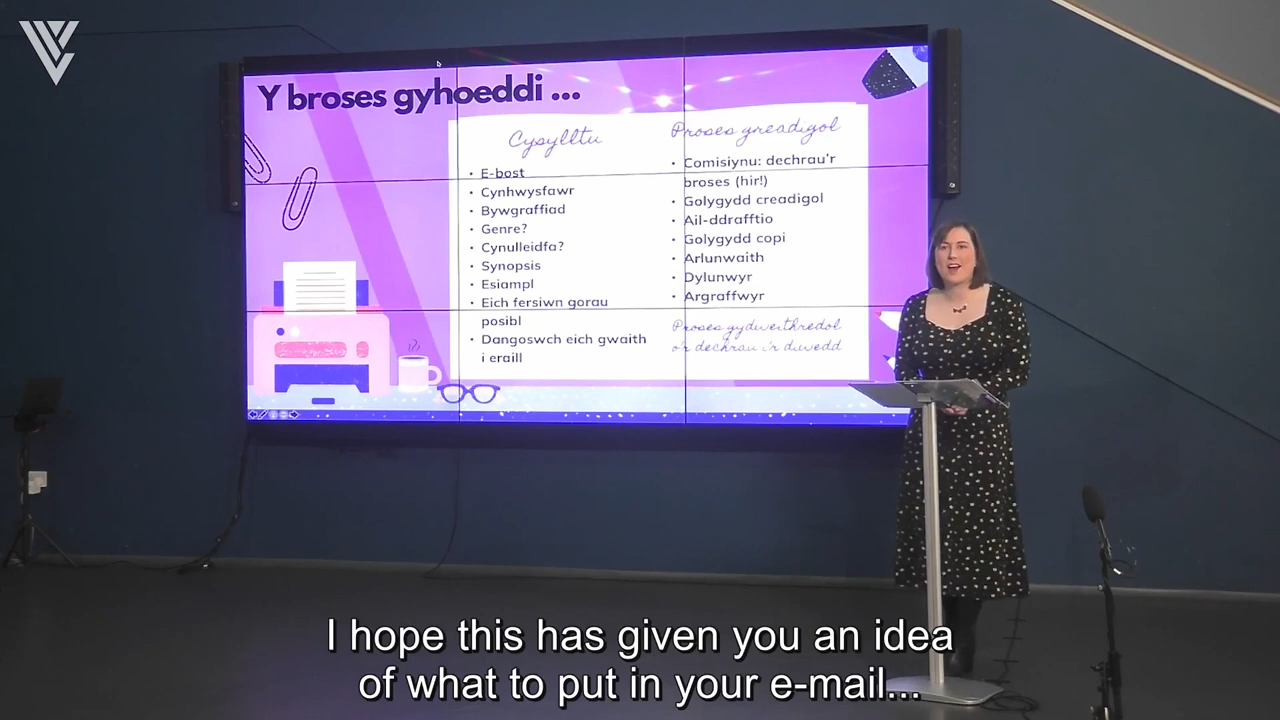 Y broses gyhoeddi ...
Cysylltu
E-bost
Cynhwysfawr
Bywgraffiad
Genre?
Cynulleidfa?
Synopsis
Esiampl
Eich fersiwn gorau
posibl
Dangoswch eich gwaith
i eraill
Proses greadigol
Comisiynu: dechrau'r
broses (hir!)
Golygydd creadigol
Ail-ddrafftio
Golygydd copi
Arlunwaith
Dylunwyr
Argraffwyr
Proses gydweithredol
o'r dechrau i'r diwedd
I hope this has given you an idea
of what to put in your e-mail...